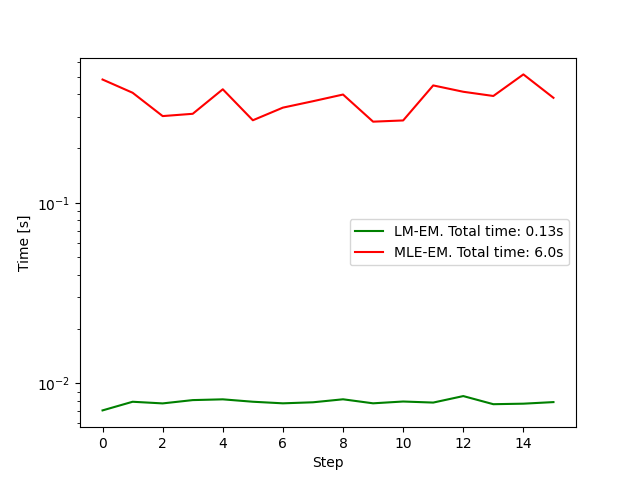 Time [s]
10⁻¹
10⁻²
LM-EM. Total time: 0.13s
MLE-EM. Total time: 6.0s
0 2 4 6 8 10 12 14
Step